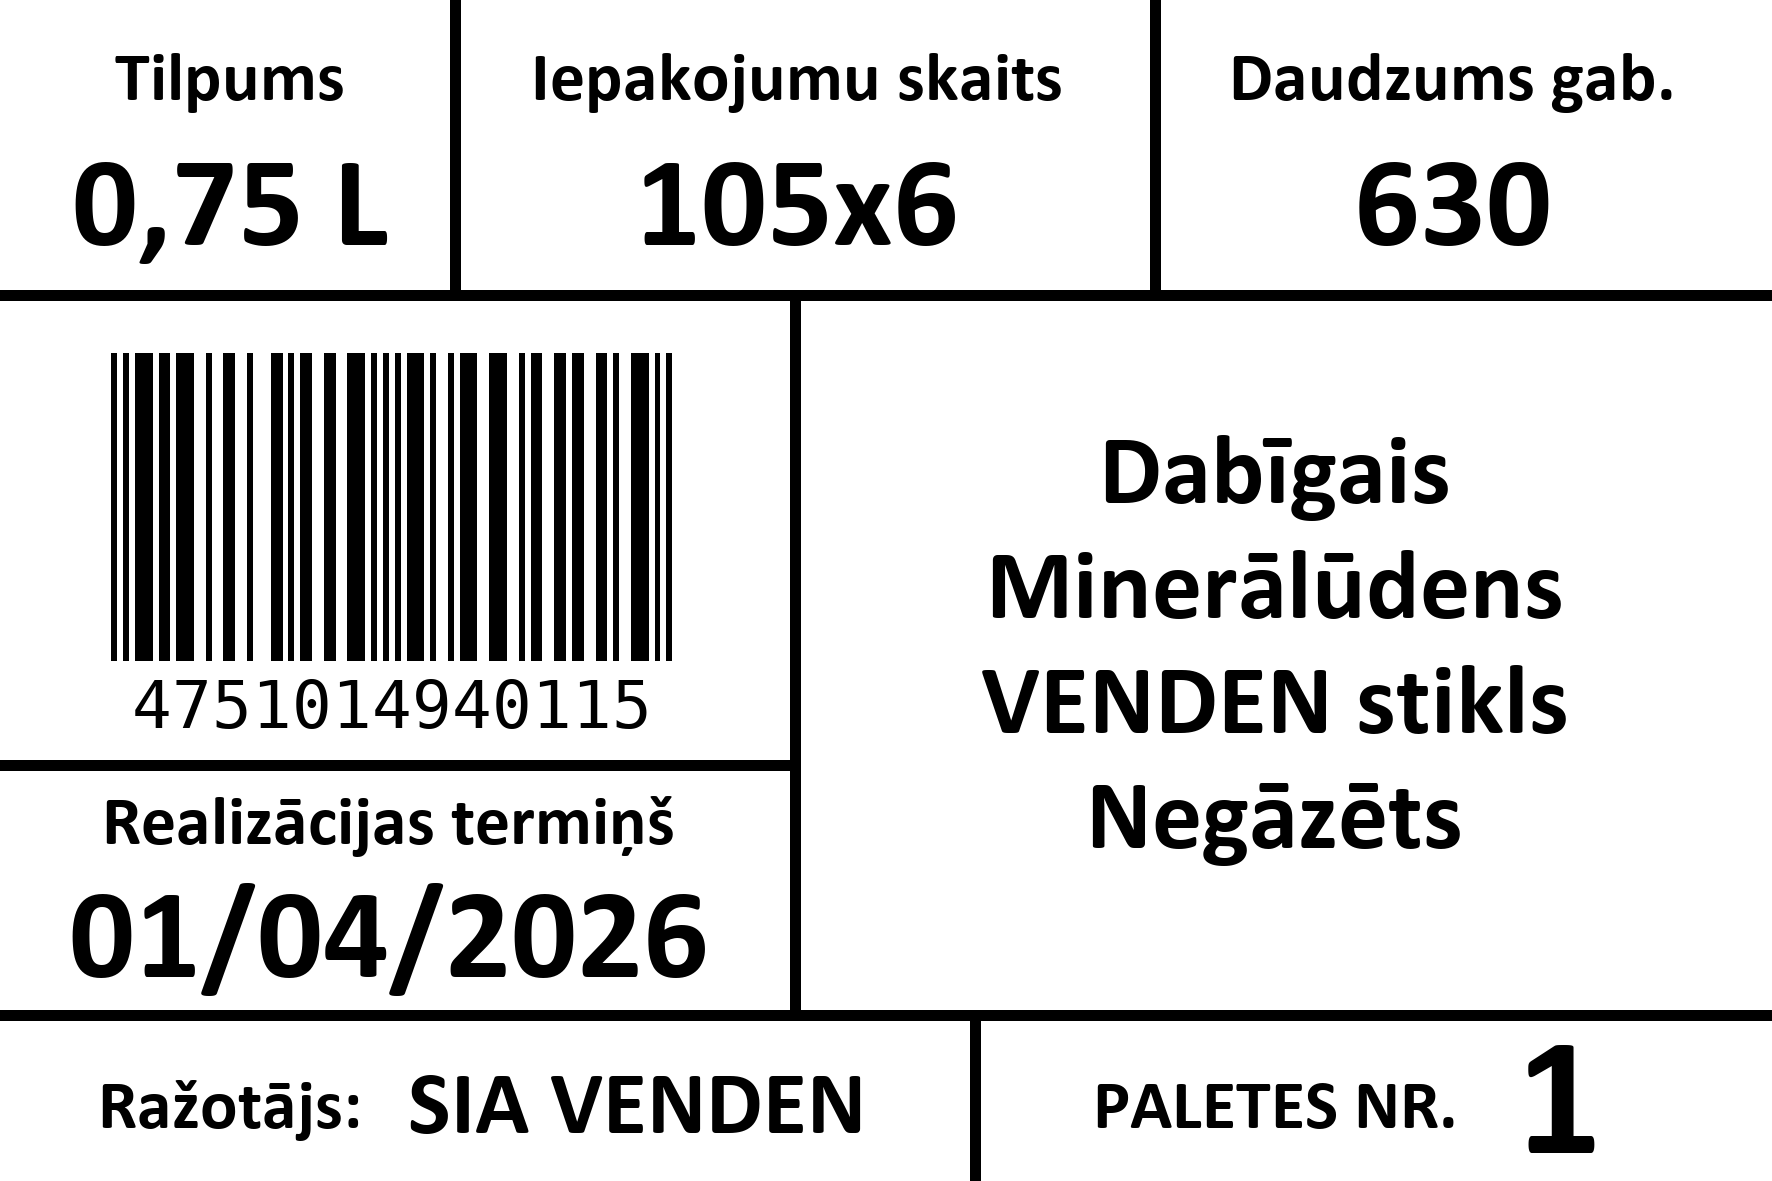 Tilpums
0,75 L
Iepakojumu skaits
105x6
Daudzums gab.
630
4751014940115
Realizācijas termiņš
01/04/2026
Dabīgais
Minerālūdens
VENDEN stikls
Negāzēts
Ražotājs: SIA VENDEN
PALETES NR. 1